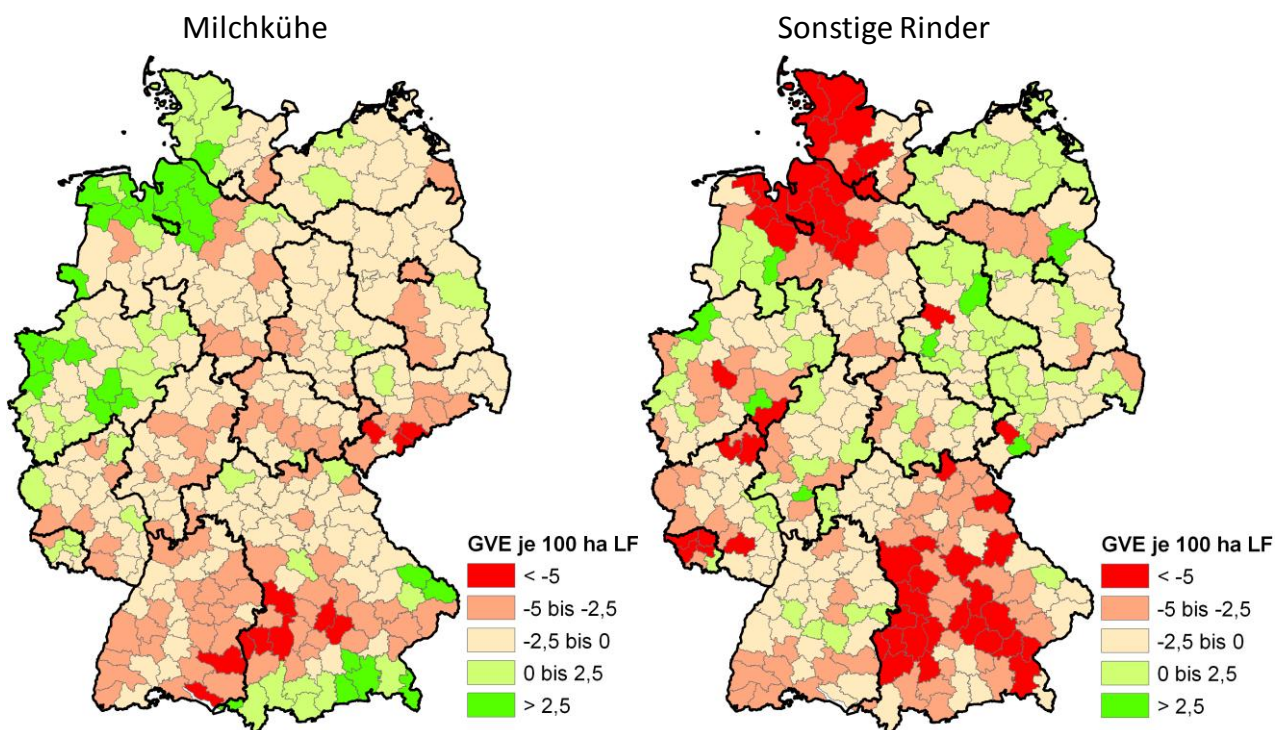 Milchkühe
Sonstige Rinder
GVE je 100 ha LF
< -5
-5 bis -2,5
-2,5 bis 0
0 bis 2,5
> 2,5
GVE je 100 ha LF
< -5
-5 bis -2,5
-2,5 bis 0
0 bis 2,5
> 2,5